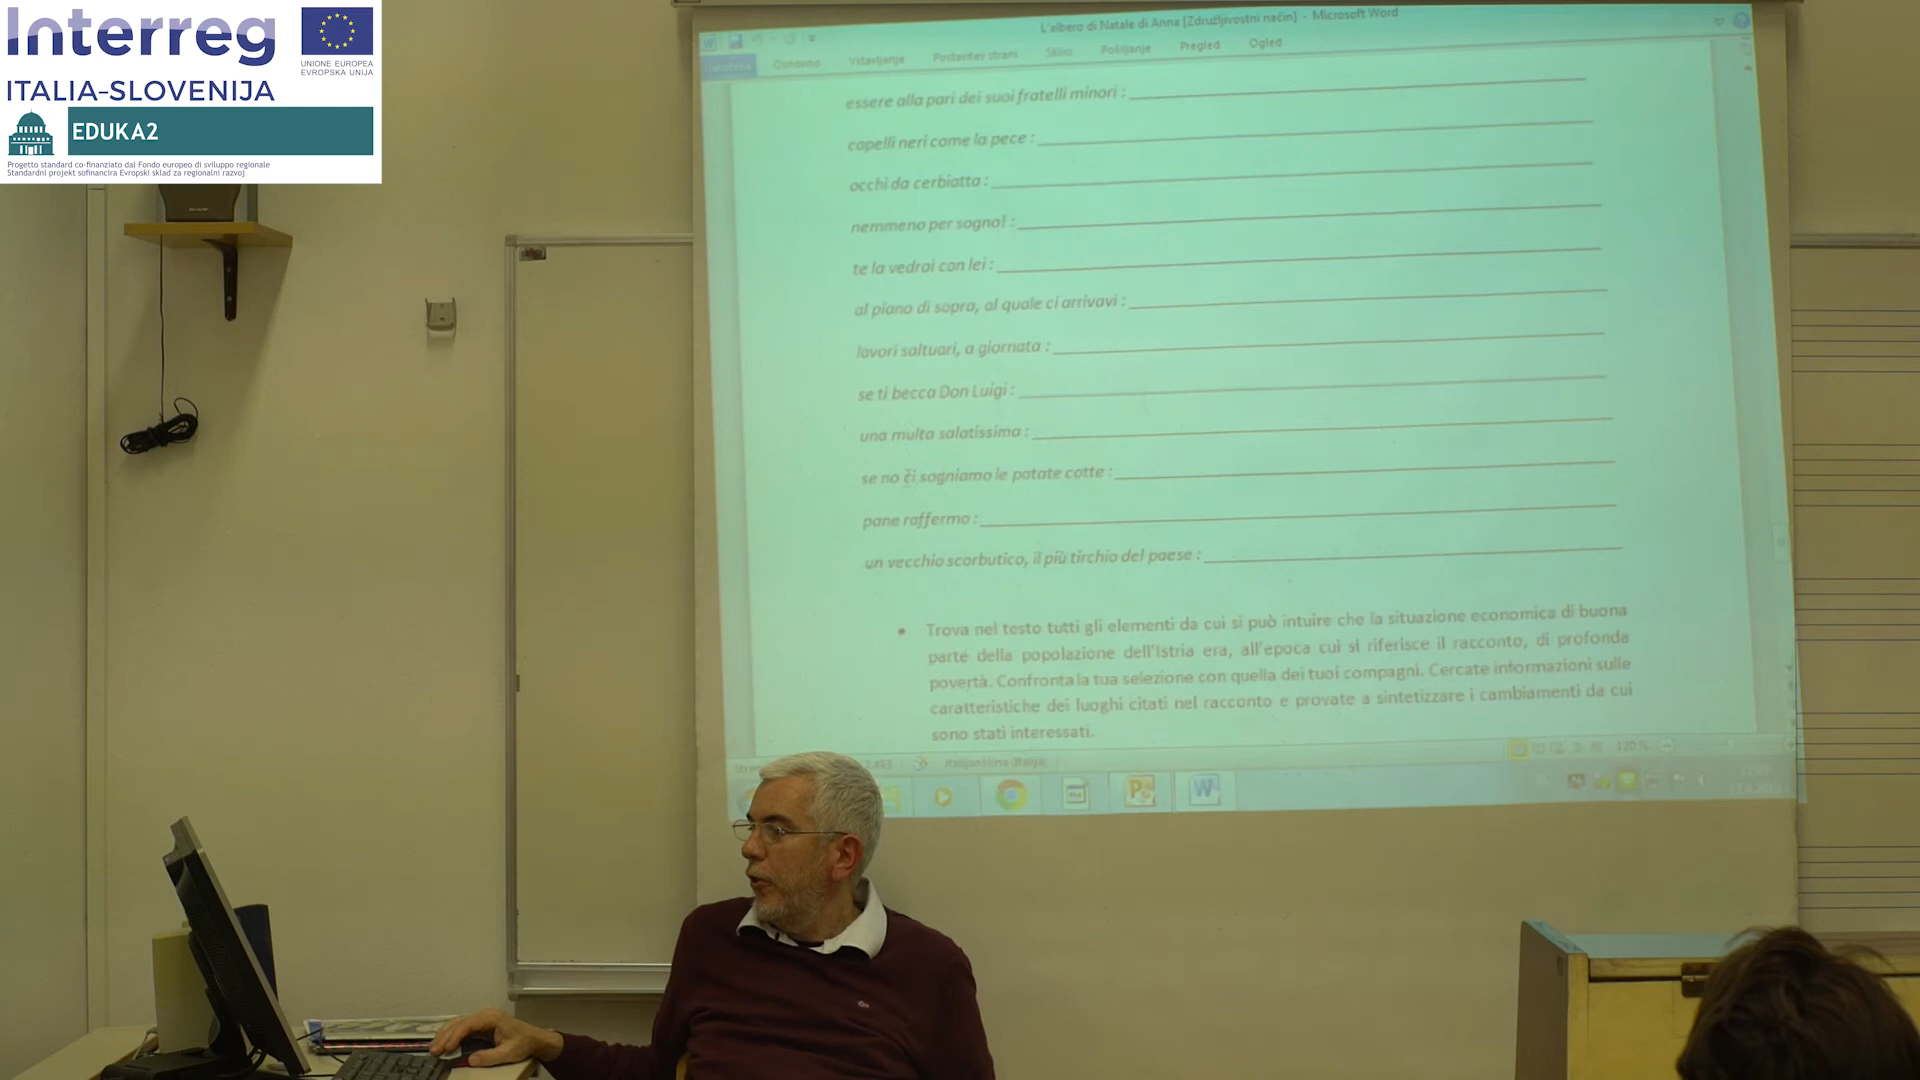 Interreg
UNIONE EUROPEA
EVROPSKA UNIJA
ITALIA-SLOVENIJA
EDUKA2
Progetto standard co-finanziato dal Fondo europeo di sviluppo regionale
Standardni projekt sofinancira Evropski sklad za regionalni razvoj
L'albero di Natale di Anna [Združljivostni način] - Microsoft Word
Osnovno Vstavljanje Postavitev strani Sklici Pošiljanje Pregled Ogled
essere alla pari dei suoi fratelli minori :
capelli neri come la pece :
occhi da cerbiatta :
nemmeno per sogno! :
te la vedrai con lei :
al piano di sopra, al quale ci arrivavi :
lavori saltuari, a giornata :
se ti becca Don Luigi :
una multa salatissima :
se no ci sogniamo le patate cotte :
pane raffermo :
un vecchio scorbutico, il più tirchio del paese :
• Trova nel testo tutti gli elementi da cui si può intuire che la situazione economica di buona
parte della popolazione dell'Istria era, all'epoca cui si riferisce il racconto, di profonda
povertà. Confronta la tua selezione con quella dei tuoi compagni. Cercate informazioni sulle
caratteristiche dei luoghi citati nel racconto e provate a sintetizzare i cambiamenti da cui
sono stati interessati.
120 %